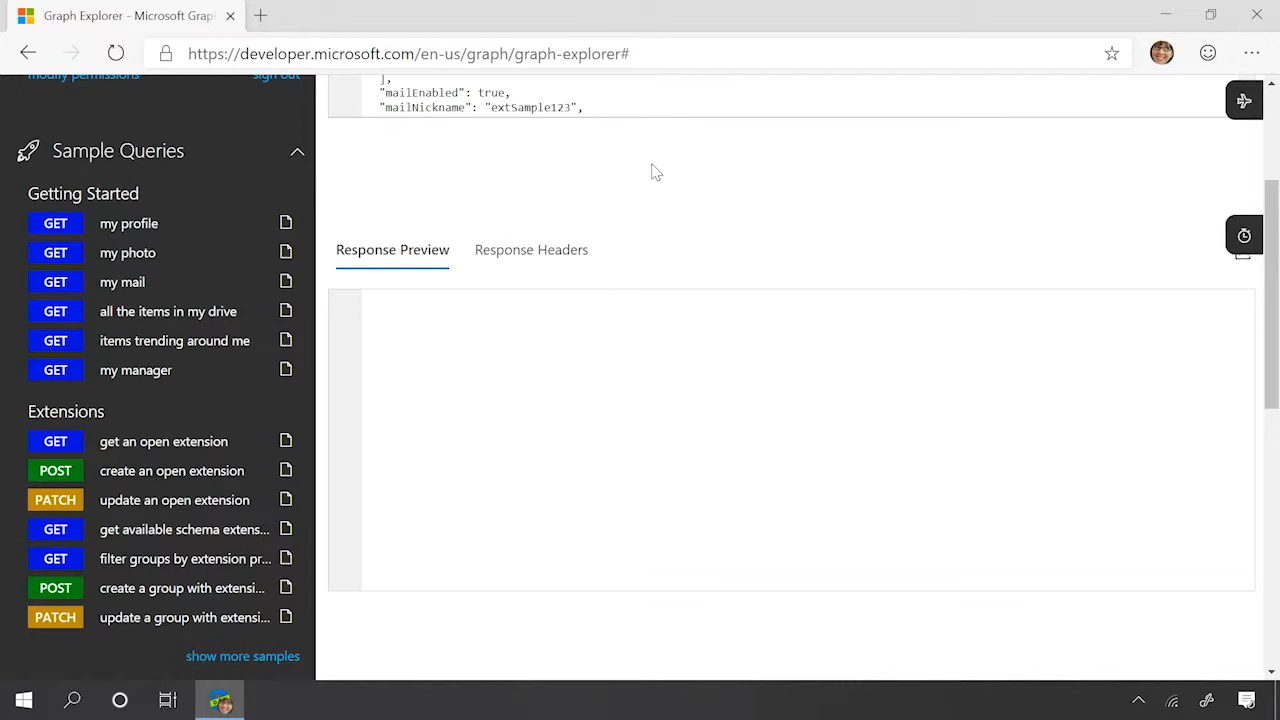 Graph Explorer - Microsoft Grap
https://developer.microsoft.com/en-us/graph/graph-explorer#
modify permissions
sign out
],
"mailEnabled": true,
"mailNickname": "extSample123",
Sample Queries
Getting Started
GET my profile
GET my photo
GET my mail
GET all the items in my drive
GET items trending around me
GET my manager
Extensions
GET get an open extension
POST create an open extension
PATCH update an open extension
GET get available schema extens...
GET filter groups by extension pr...
POST create a group with extensi...
PATCH update a group with extensi...
show more samples
Response Preview
Response Headers